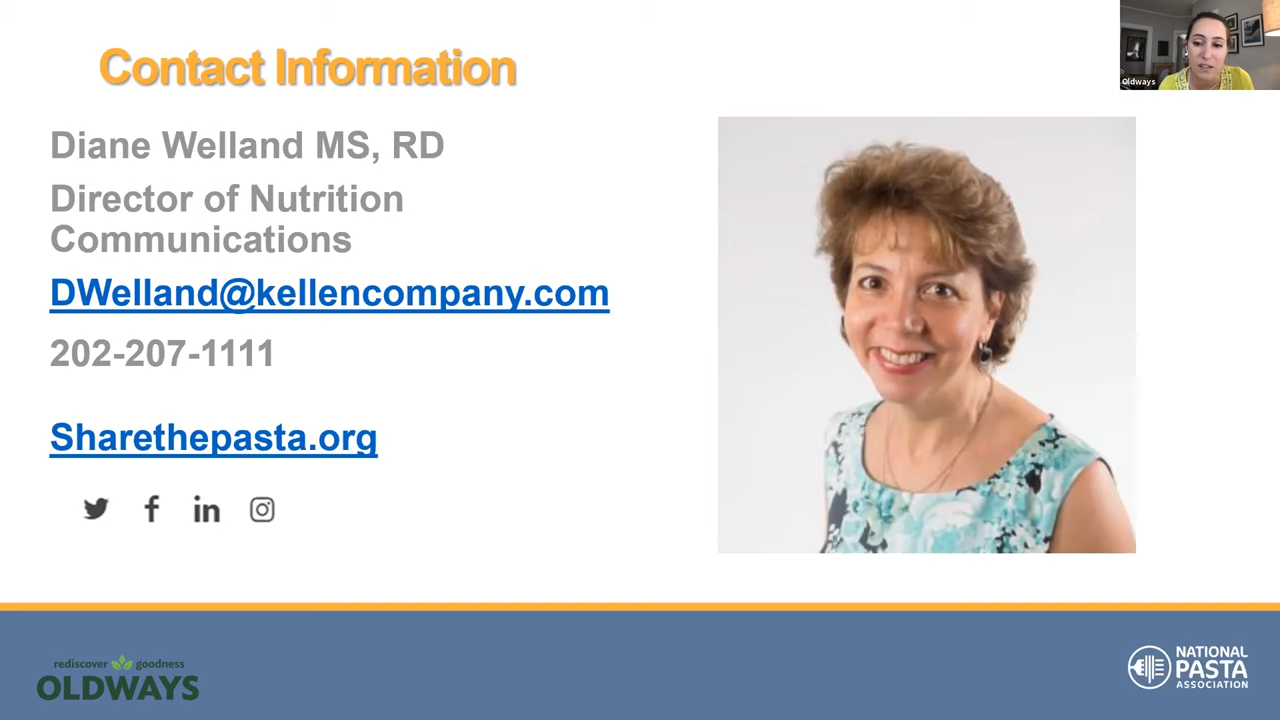 Contact Information
Oldways
Diane Welland MS, RD
Director of Nutrition
Communications
DWelland@kellencompany.com
202-207-1111
Sharethepasta.org
rediscover goodness
OLDWAYS
NATIONAL
PASTA
ASSOCIATION